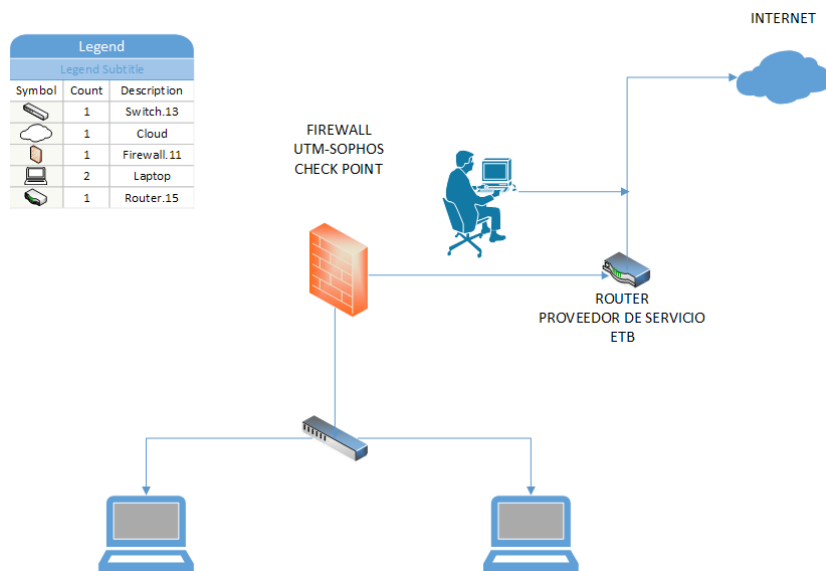 INTERNET
Legend
Legend Subtitle
Symbol Count Description
1 Switch.13
1 Cloud
1 Firewall.11
2 Laptop
1 Router.15
FIREWALL
UTM-SOPHOS
CHECK POINT
ROUTER
PROVEEDOR DE SERVICIO
ETB